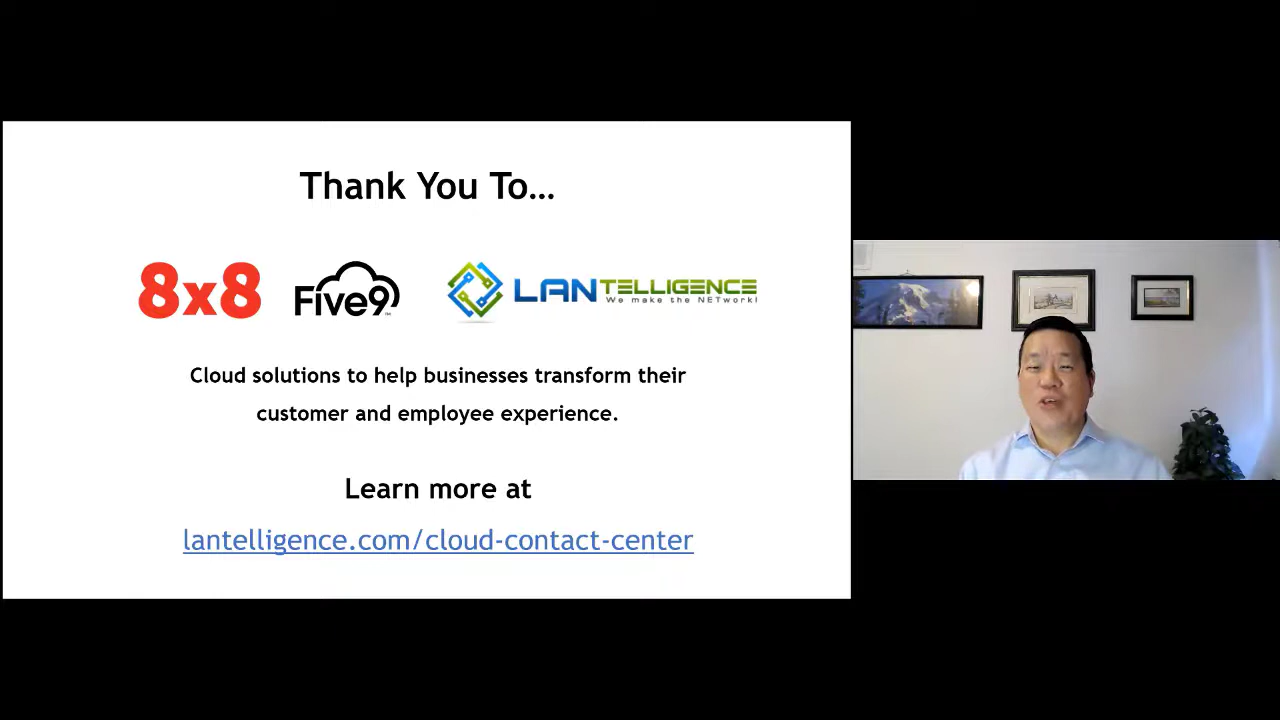 Thank You To...
8x8
Five9™
LANTELLIGENCE
We make the NETwork!
Cloud solutions to help businesses transform their
customer and employee experience.
Learn more at
lantelligence.com/cloud-contact-center